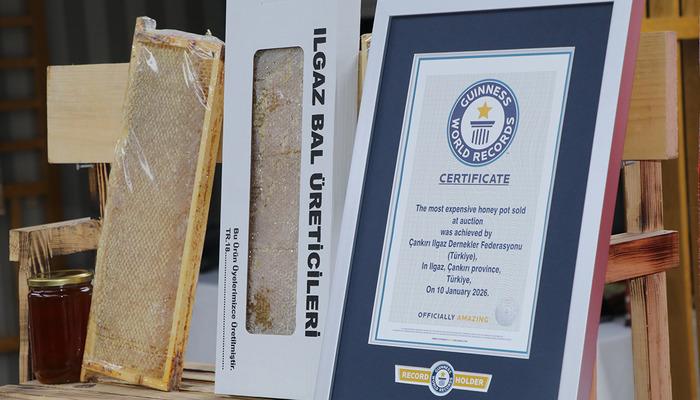 ILGAZ BAL ÜRETİCİLERİ
Bu Ürün Üyelerimizce Üretilmiştir.
TR.18
GUINNESS
WORLD RECORDS
CERTIFICATE
The most expensive honey pot sold
at auction
was achieved by
Çankırı Ilgaz Dernekler Federasyonu
(Türkiye),
In Ilgaz, Çankırı province,
Türkiye,
On 10 January 2026.
OFFICIALLY AMAZING
RECORD HOLDER